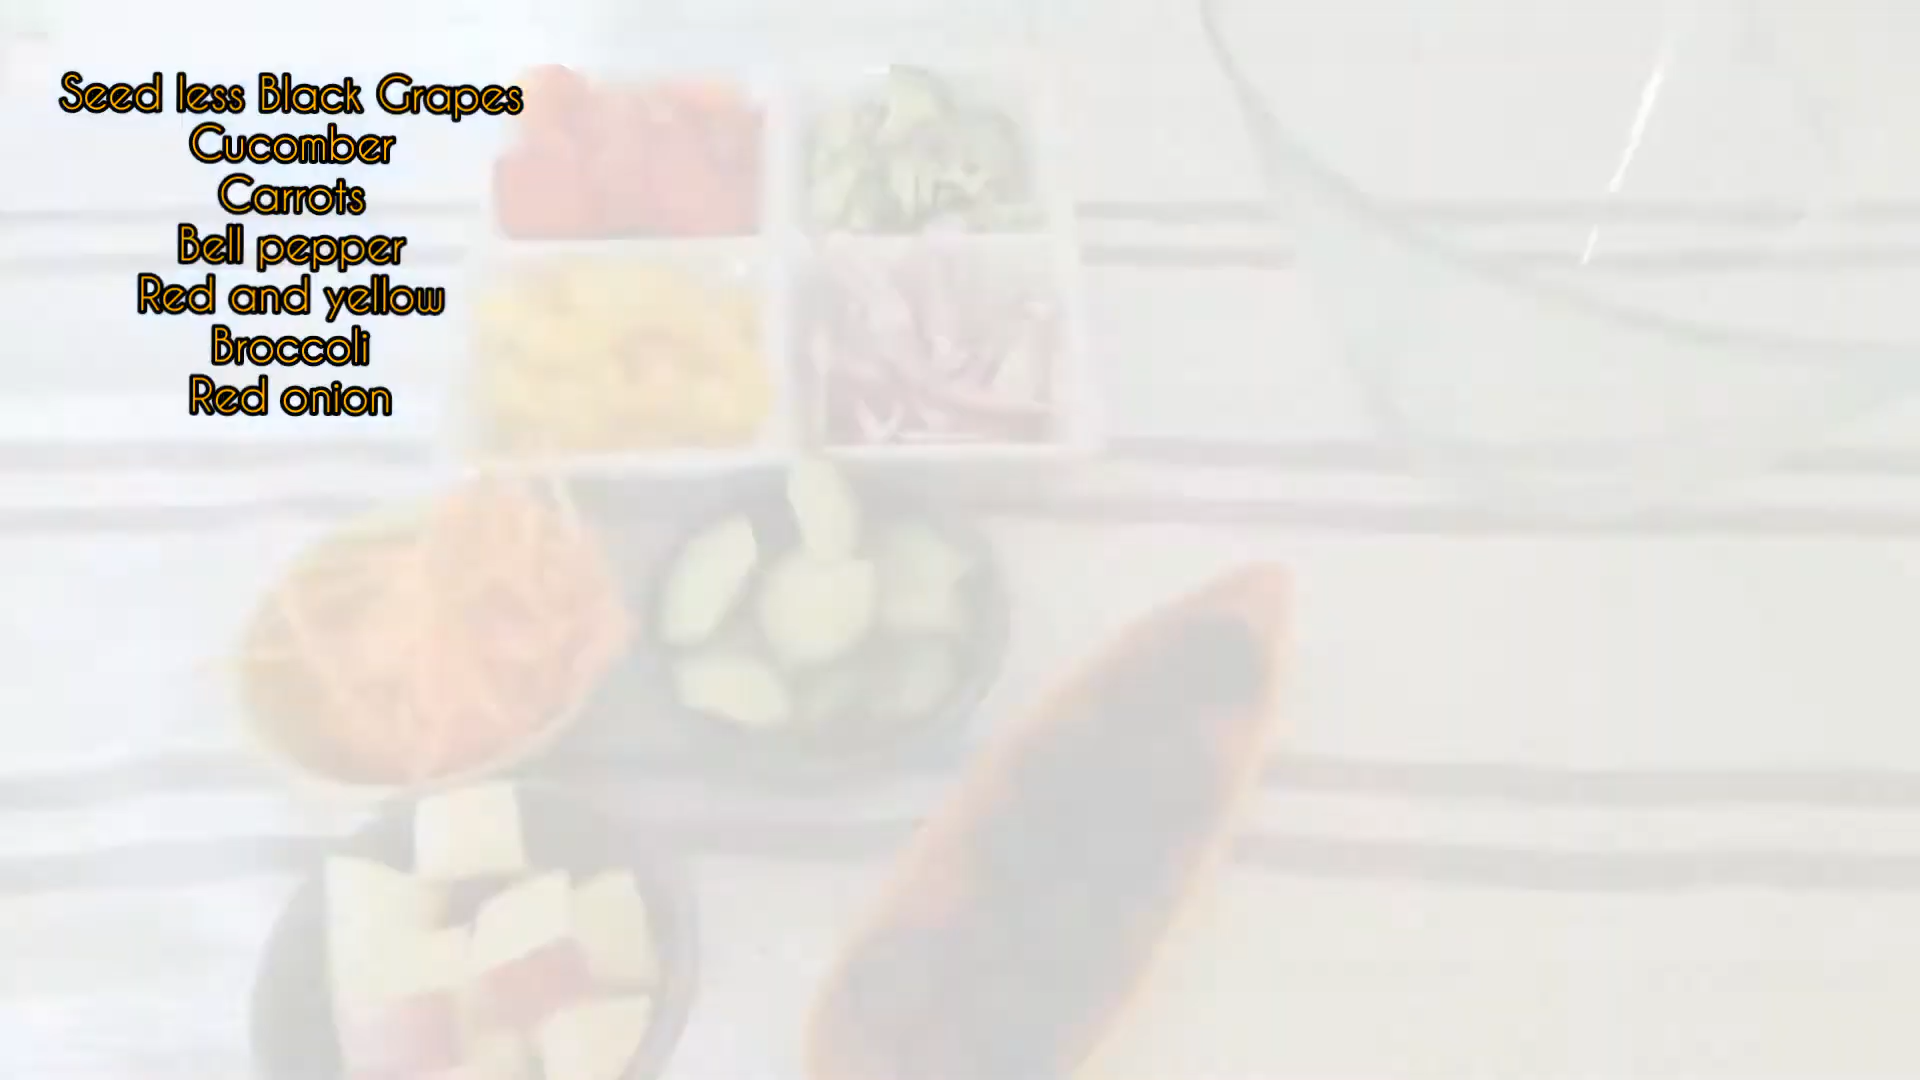 Seed less Black Grapes
Cucomber
Carrots
Bell pepper
Red and yellow
Broccoli
Red onion